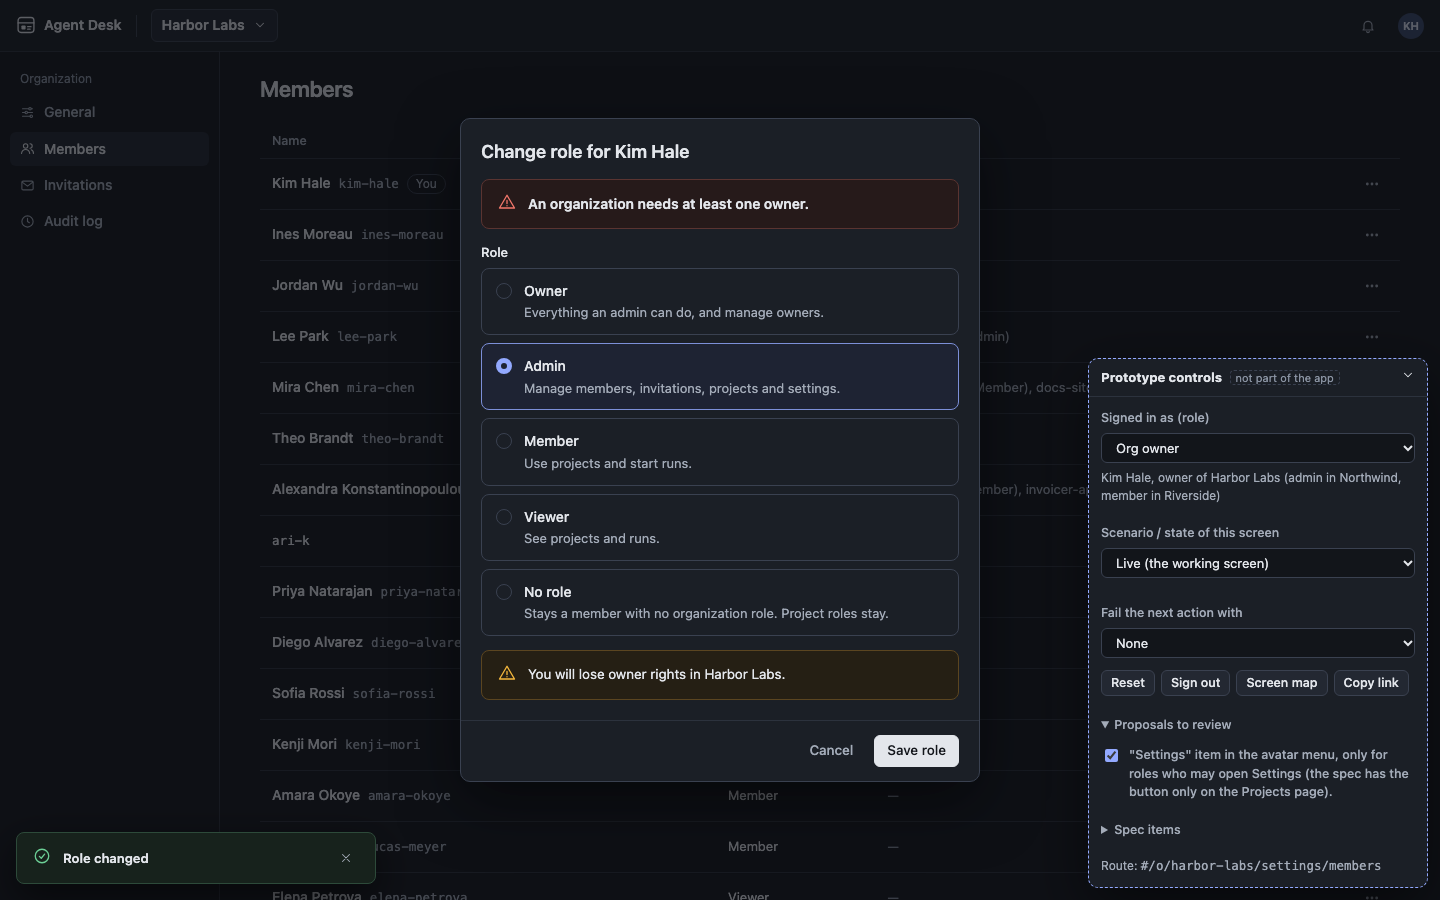 Agent Desk
Harbor Labs
KH
Organization
General
Members
Invitations
Audit log
Members
Name
Kim Hale kim-hale You
Ines Moreau ines-moreau
Jordan Wu jordan-wu
Lee Park lee-park
Mira Chen mira-chen
Theo Brandt theo-brandt
Alexandra
ari-k
Priya Natarajan
Diego Alvarez
Sofia Rossi sofia-rossi
Kenji Mori kenji-mori
Amara Okoye amara-okoye Member —
Member —
Elena Petrova elena-petrova Viewer —
Change role for Kim Hale
An organization needs at least one owner.
Role
Owner
Everything an admin can do, and manage owners.
Admin
Manage members, invitations, projects and settings.
Member
Use projects and start runs.
Viewer
See projects and runs.
No role
Stays a member with no organization role. Project roles stay.
You will lose owner rights in Harbor Labs.
Cancel
Save role
Role changed
Prototype controls not part of the app
Signed in as (role)
Org owner
Kim Hale, owner of Harbor Labs (admin in Northwind,
member in Riverside)
Scenario / state of this screen
Live (the working screen)
Fail the next action with
None
Reset
Sign out
Screen map
Copy link
Proposals to review
"Settings" item in the avatar menu, only for
roles who may open Settings (the spec has the
button only on the Projects page).
Spec items
Route: #/o/harbor-labs/settings/members